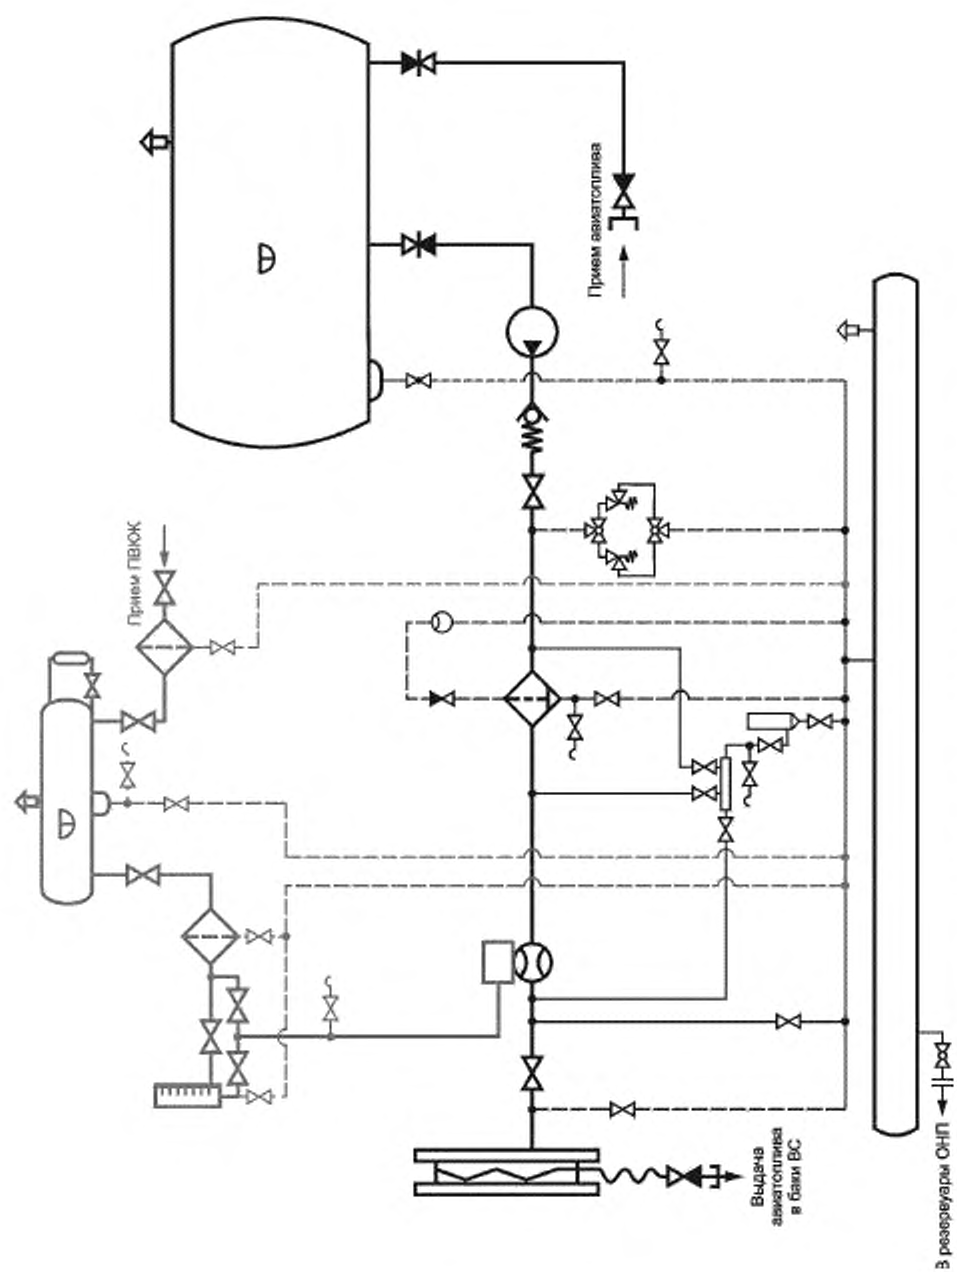 Прием авиатоплива
Прием ПВКЖ
Выдача
авиатоплива
в баки ВС
В резервуары ОНП